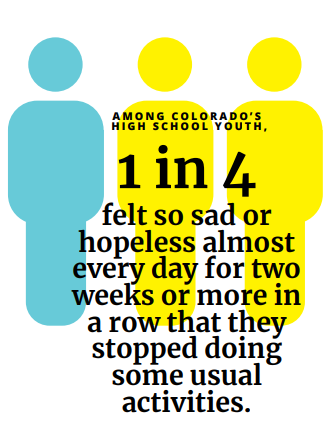 AMONG COLORADO'S
HIGH SCHOOL YOUTH,
1 in 4
felt so sad or
hopeless almost
every day for two
weeks or more in
a row that they
stopped doing
some usual
activities.